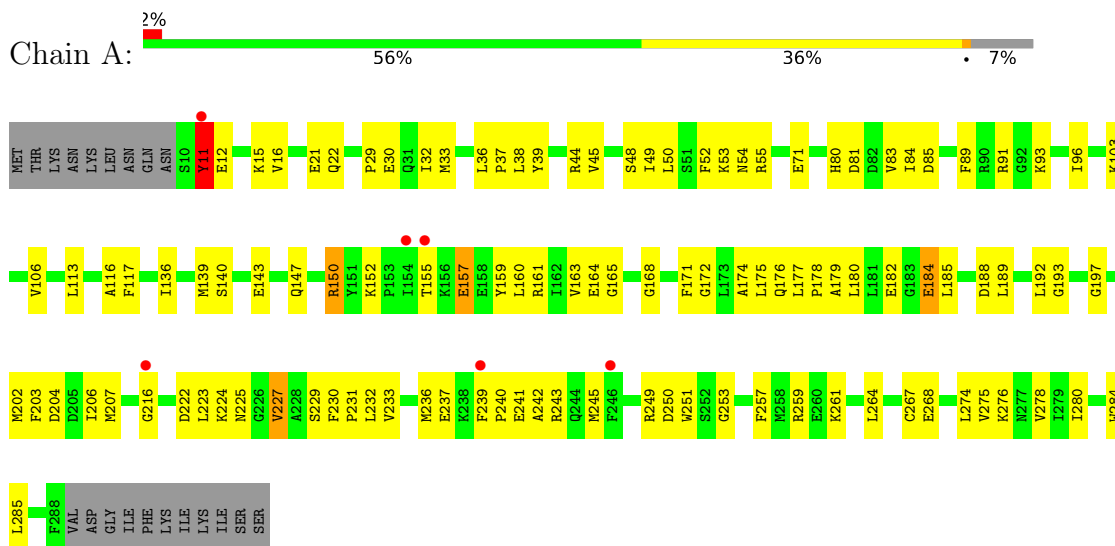 2%
Chain A:
56% 36% • 7%
MET THR LYS ASN LYS LEU ASN GLN ASN S10 Y11 E12 K15 V16 E21 Q22 P29 E30 Q31 I32 M33 L36 P37 L38 Y39 R44 V45 S48 I49 L50 S51 F52 K53 N54 R55 E71 H80 D81 D82 V83 I84 D85 F89 R90 R91 G92 K93 I96 K103
V106 L113 A116 F117 I136 M139 S140 E143 Q147 R150 Y151 K152 P153 I154 T155 K156 E157 E158 Y159 L160 R161 I162 V163 E164 G165 G168 F171 G172 L173 A174 L175 Q176 L177 P178 A179 L180 L181 E182 G183 E184 L185 D188 L189 L192 G193 G197
M202 F203 D204 D205 I206 M207 G216 D222 L223 K224 N225 G226 V227 A228 S229 F230 P231 L232 V233 M236 E237 K238 F239 P240 E241 A242 R243 Q244 M245 F246 R249 D250 W251 S252 G253 F257 M258 R259 E260 K261 L264 C267 E268 L274 V275 K276 N277 V278 I279 I280 W284
L285 F288 VAL ASP GLY ILE PHE LYS ILE LYS ILE SER SER